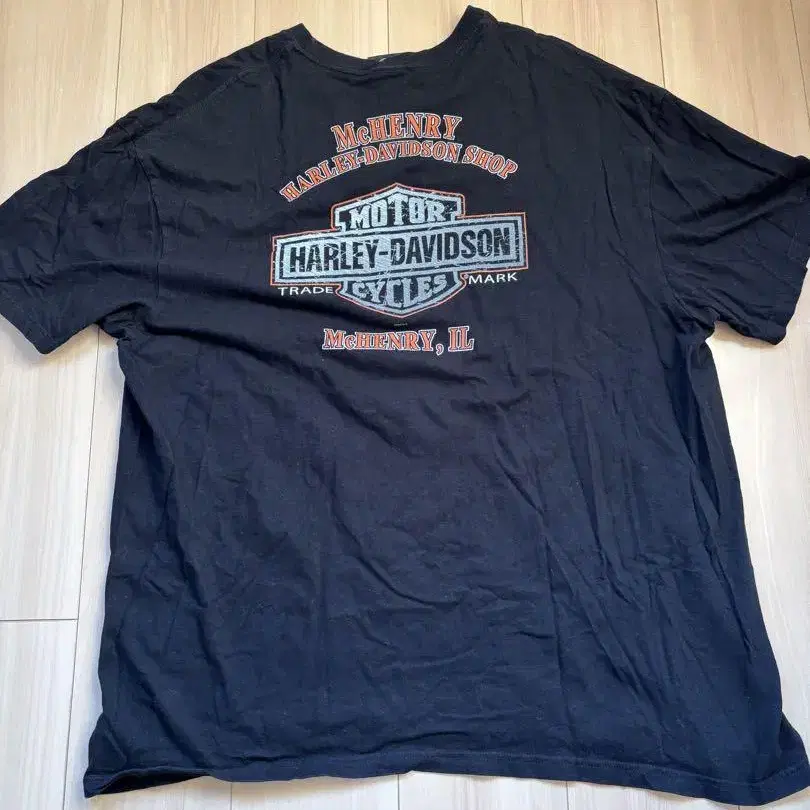 McHENRY
HARLEY-DAVIDSON SHOP
MOTOR
HARLEY-DAVIDSON
TRADE MARK
CYCLES
McHENRY, IL